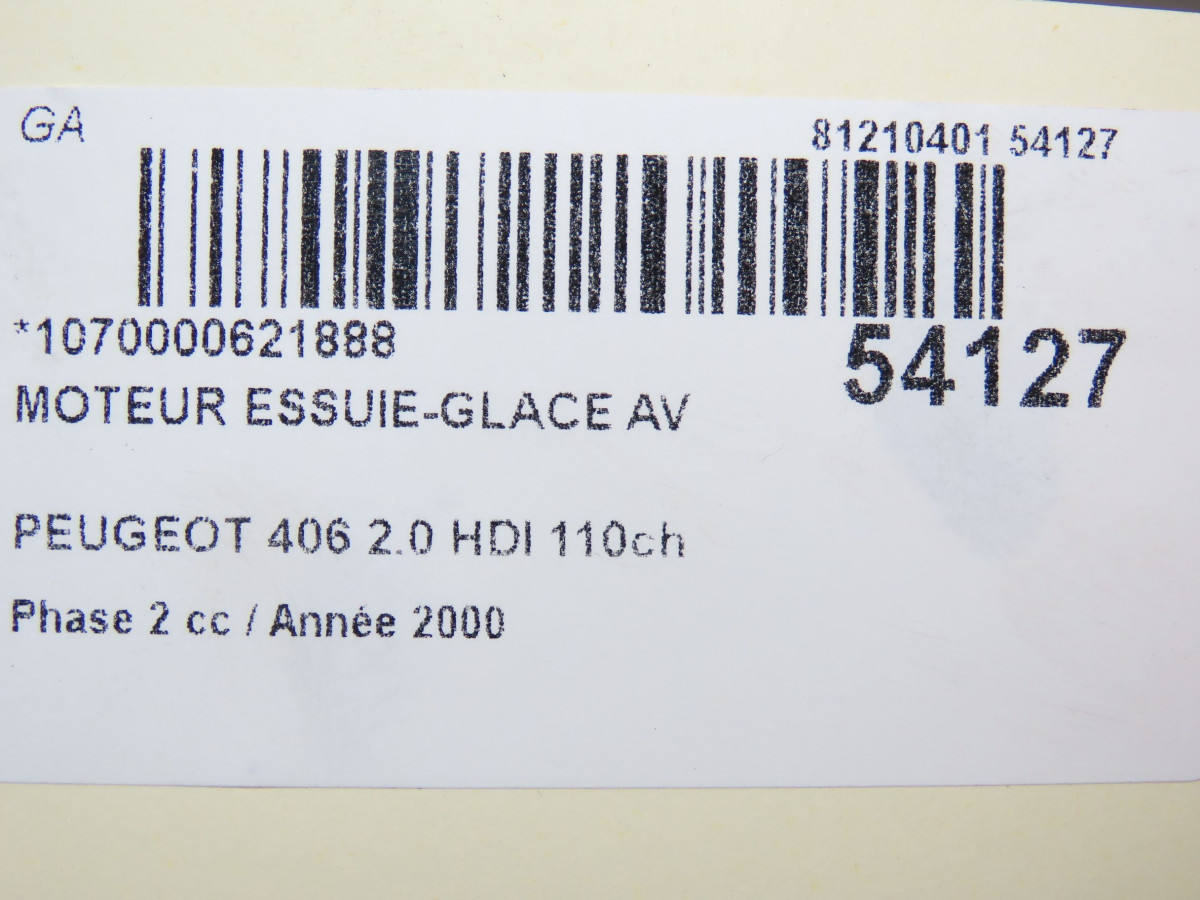 GA
81210401 54127
*1070000621888
54127
MOTEUR ESSUIE-GLACE AV
PEUGEOT 406 2.0 HDI 110ch
Phase 2 cc / Année 2000